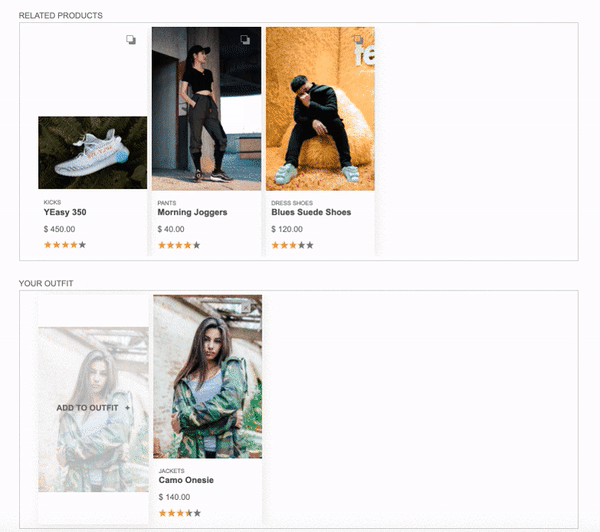 RELATED PRODUCTS
KICKS
YEasy 350
$ 450.00
PANTS
Morning Joggers
$ 40.00
DRESS SHOES
Blues Suede Shoes
$ 120.00
YOUR OUTFIT
ADD TO OUTFIT +
JACKETS
Camo Onesie
$ 140.00